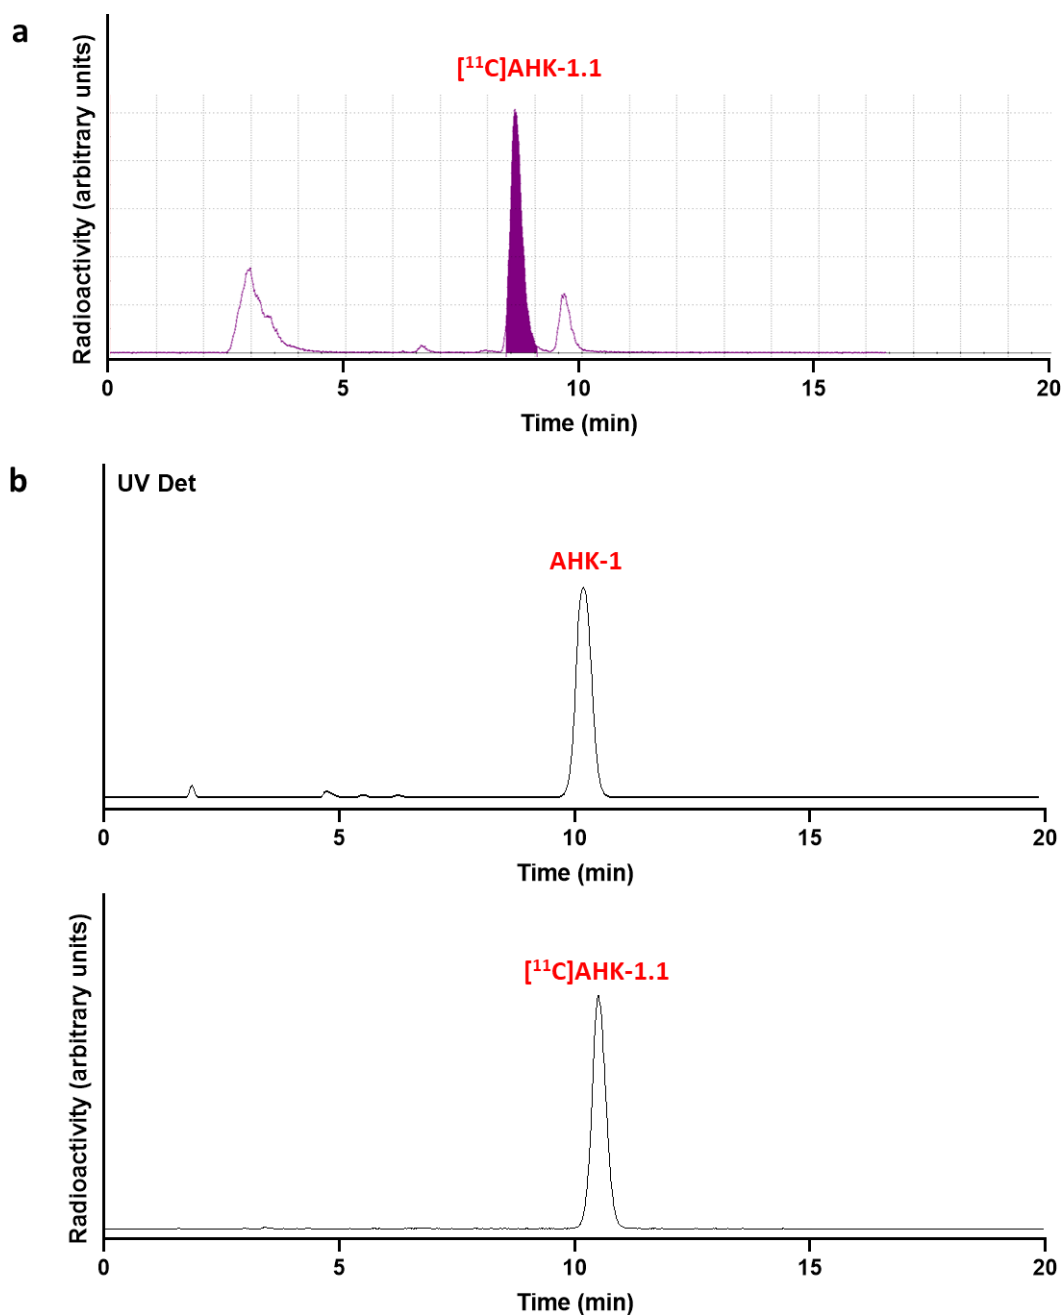 a
Radioactivity (arbitrary units)
[¹¹C]AHK-1.1
0 5 10 15 20
Time (min)
b
UV Det
AHK-1
0 5 10 15 20
Time (min)
Radioactivity (arbitrary units)
[¹¹C]AHK-1.1
0 5 10 15 20
Time (min)